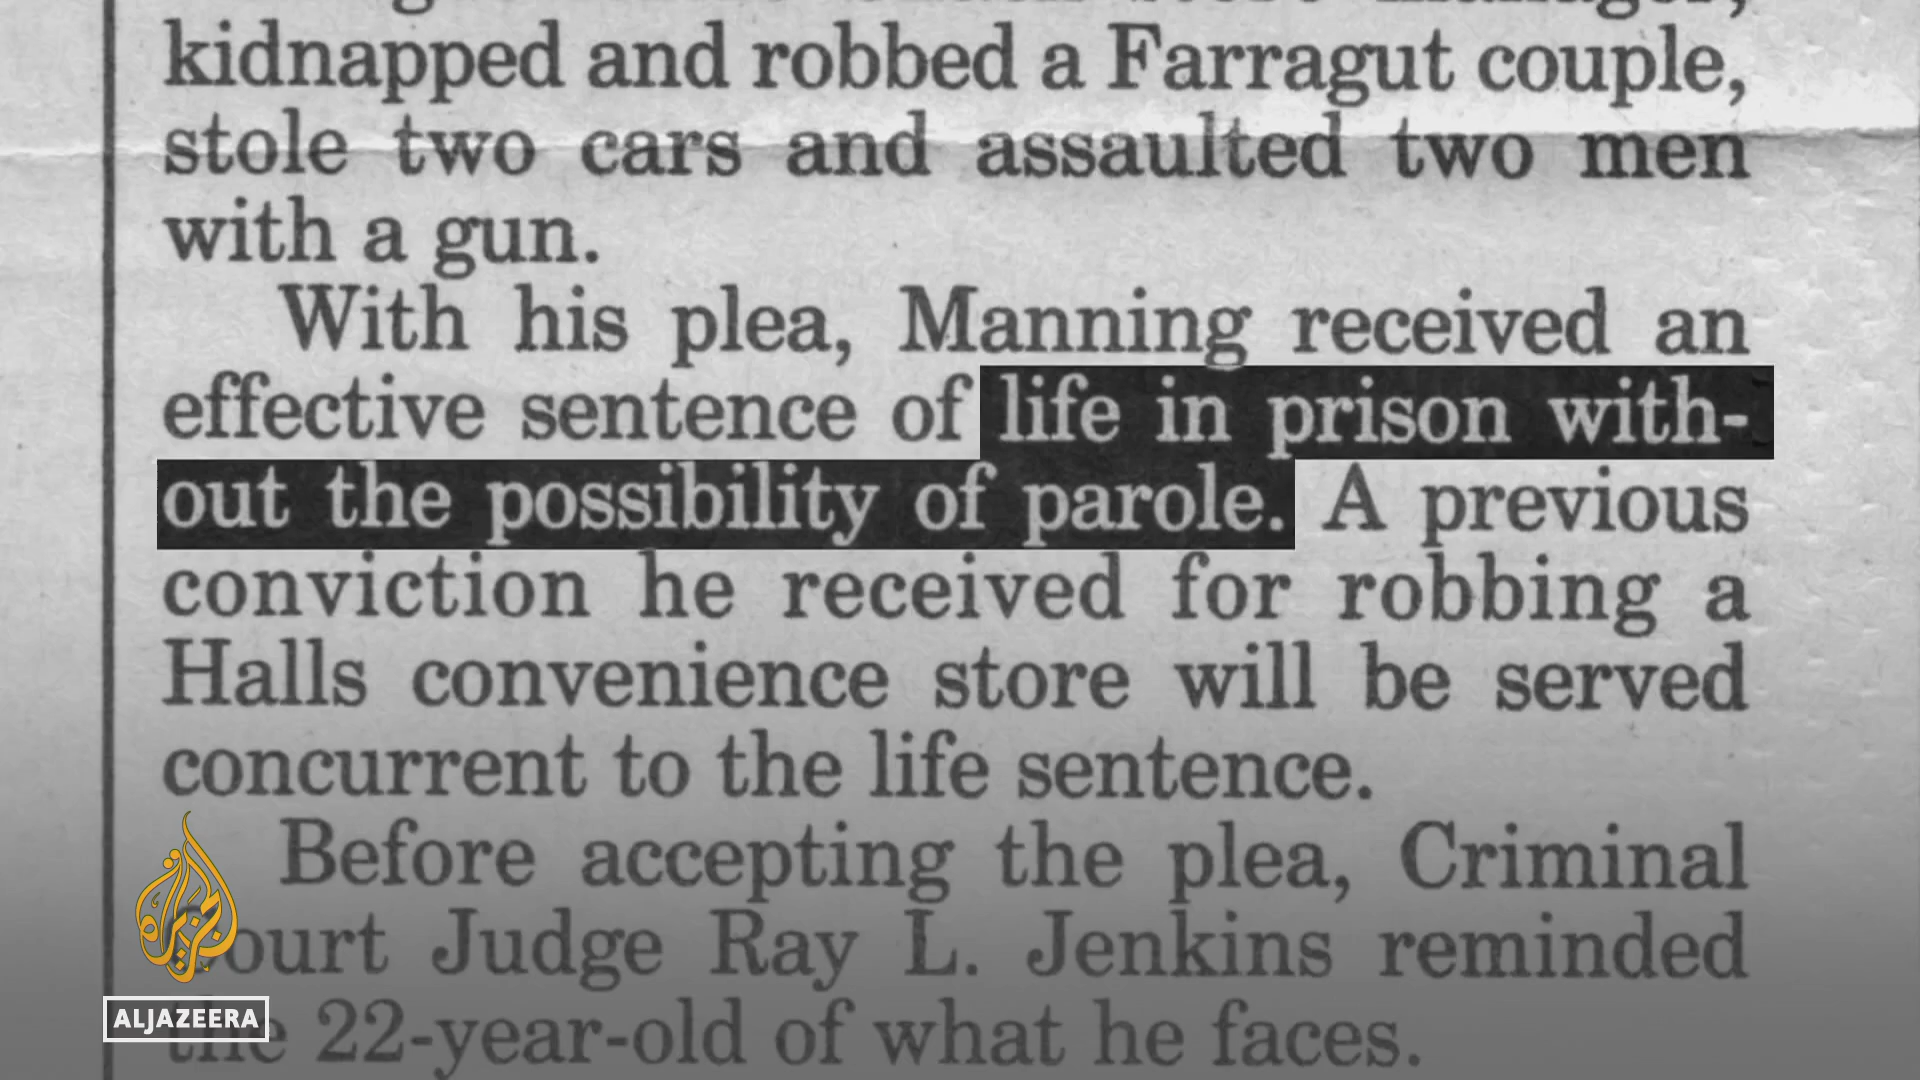 kidnapped and robbed a Farragut couple,
stole two cars and assaulted two men
with a gun.
With his plea, Manning received an
effective sentence of life in prison with-
out the possibility of parole. A previous
conviction he received for robbing a
Halls convenience store will be served
concurrent to the life sentence.
Before accepting the plea, Criminal
Court Judge Ray L. Jenkins reminded
the 22-year-old of what he faces.
ALJAZEERA